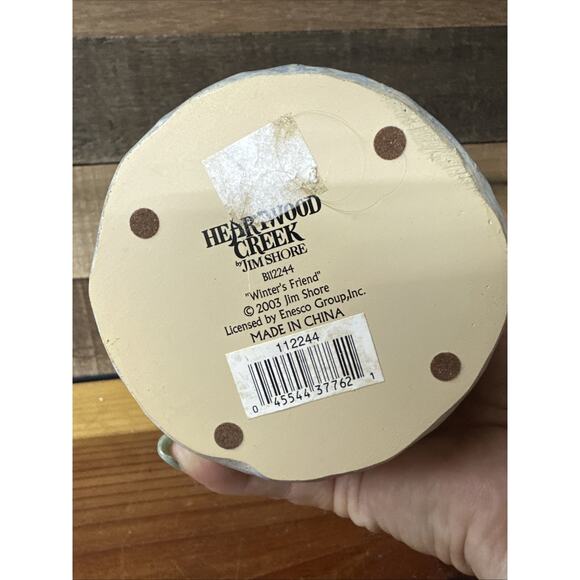 HEARTWOOD
CREEK
by JIM SHORE
B112244
"Winter's Friend"
© 2003 Jim Shore
Licensed by Enesco Group,Inc.
MADE IN CHINA
112244
0 45544 37762 1